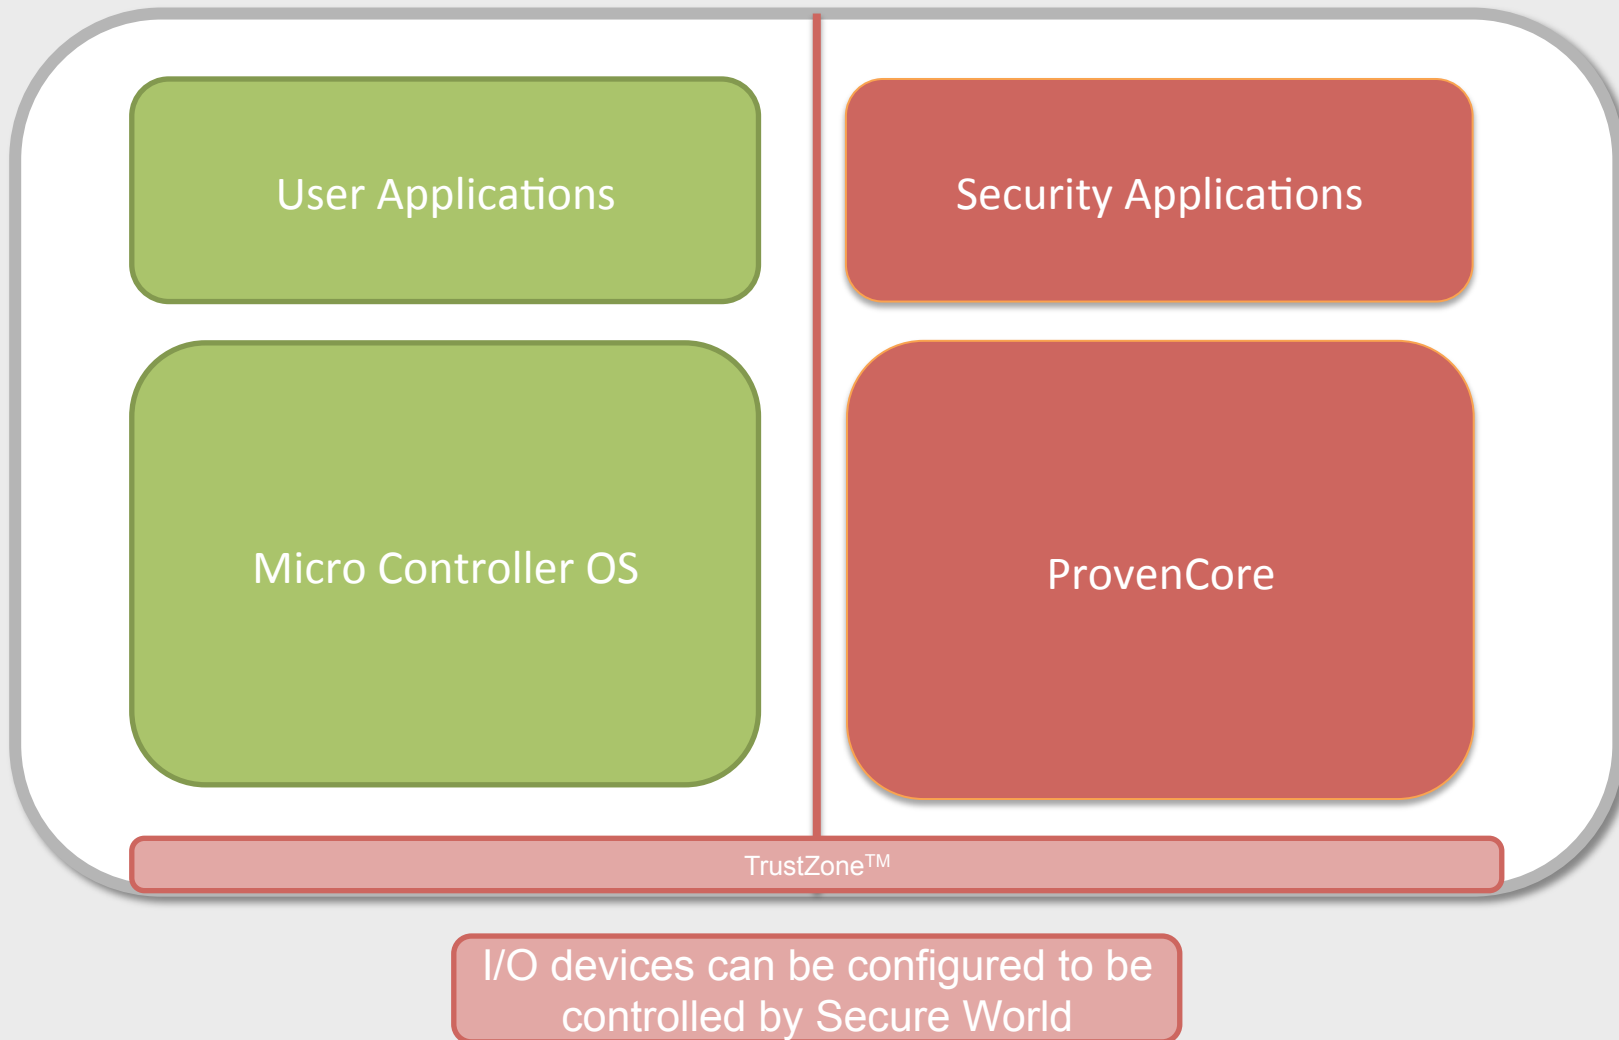 User Applications
Security Applications
Micro Controller OS
ProvenCore
TrustZone™
I/O devices can be configured to be
controlled by Secure World